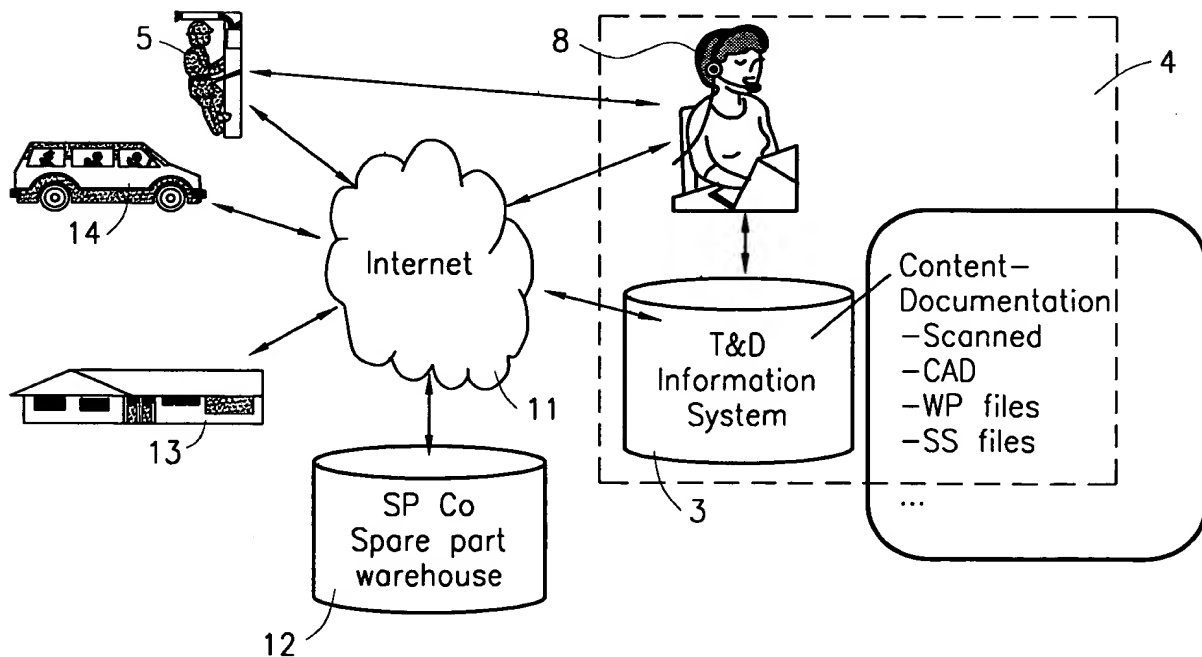 5
8
4
14
Internet
Content-
Documentation
-Scanned
-CAD
-WP files
-SS files
...
T&D
Information
System
11
13
3
SP Co
Spare part
warehouse
12